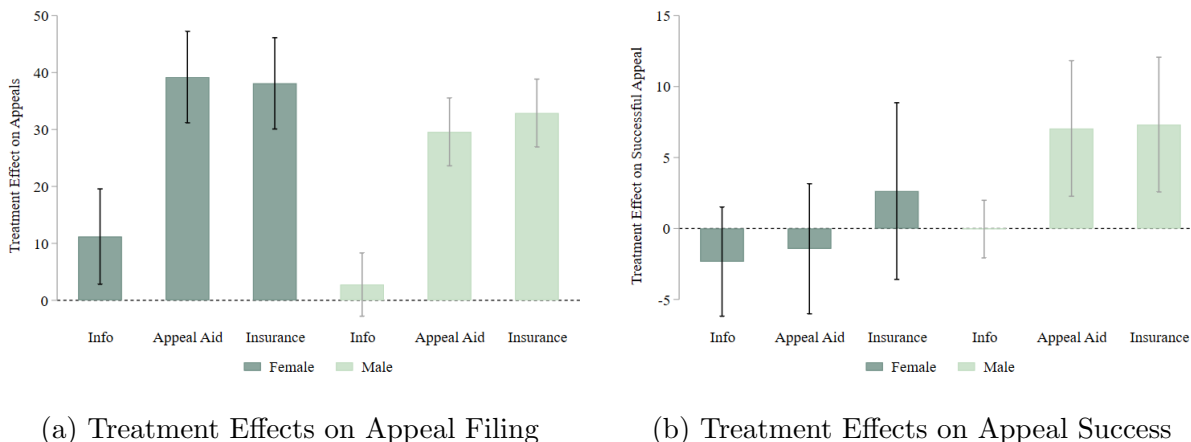 Treatment Effect on Appeals
50
40
30
20
10
0
Info Appeal Aid Insurance Info Appeal Aid Insurance
Female Male
(a) Treatment Effects on Appeal Filing
Treatment Effect on Successful Appeal
15
10
5
0
-5
Info Appeal Aid Insurance Info Appeal Aid Insurance
Female Male
(b) Treatment Effects on Appeal Success